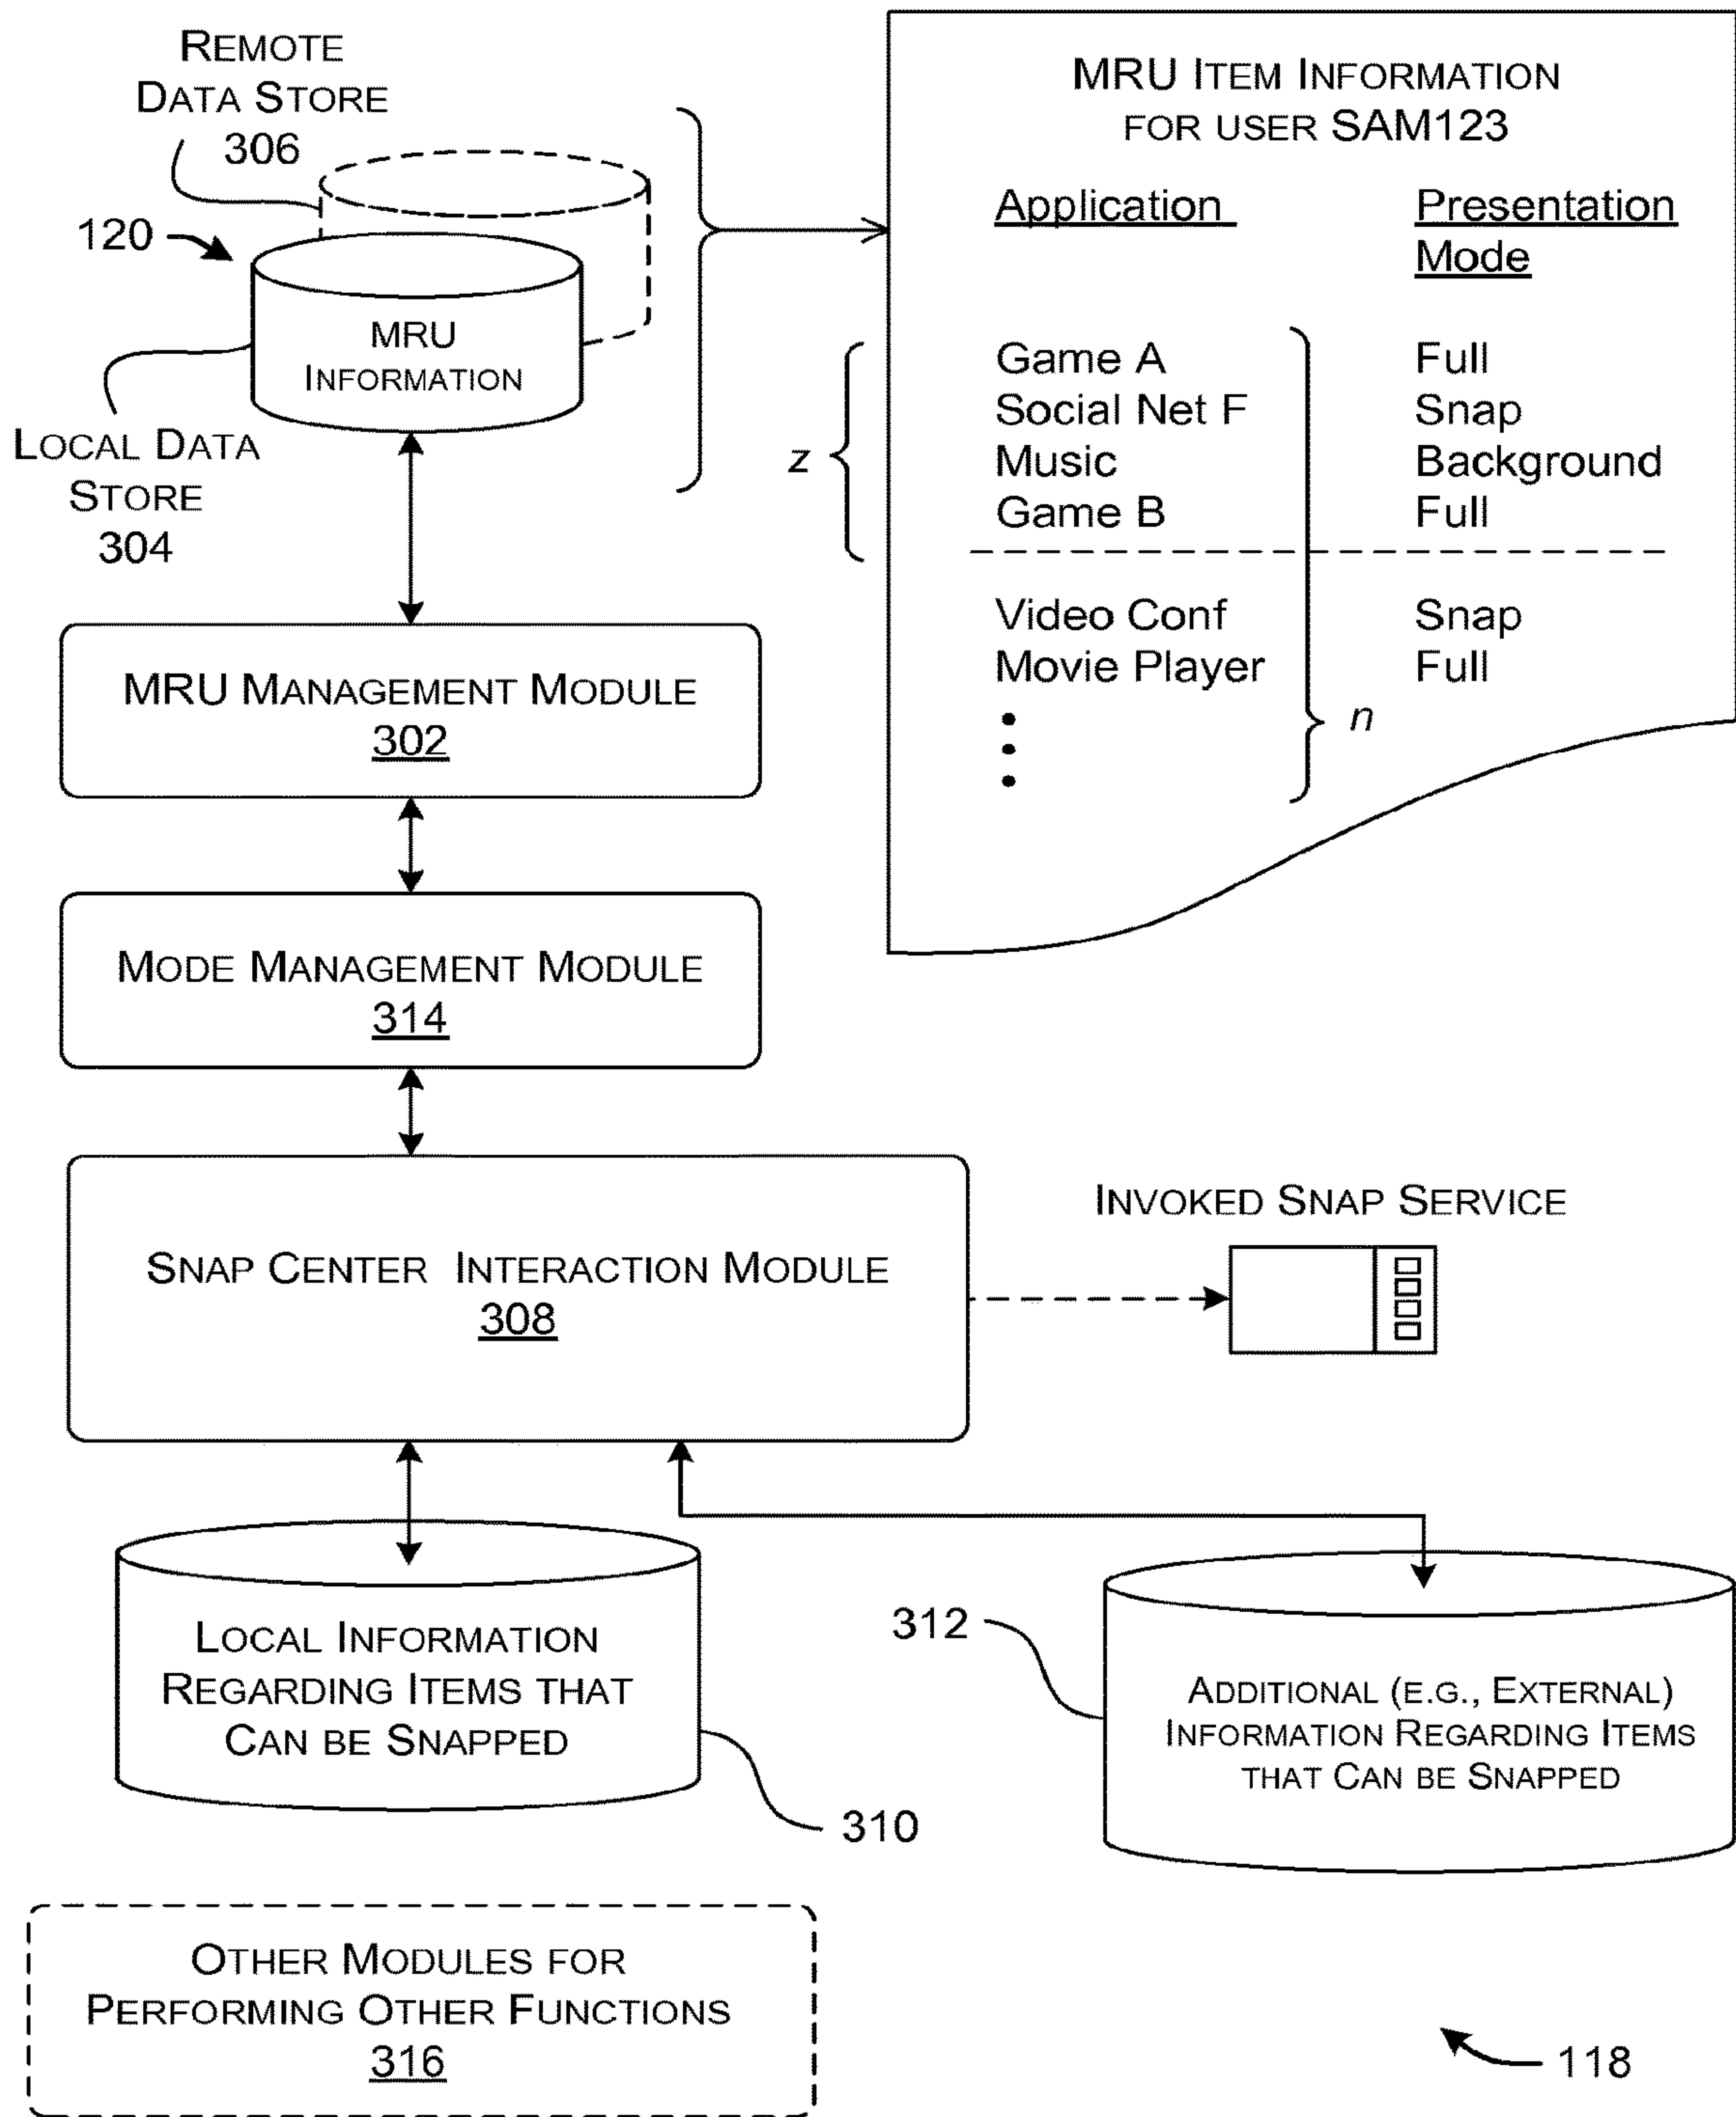 REMOTE
DATA STORE
306
120
MRU
INFORMATION
LOCAL DATA
STORE
304
MRU ITEM INFORMATION
FOR USER SAM123
Application Presentation
Mode
Game A Full
Social Net F Snap
z Music Background
Game B Full
Video Conf Snap
Movie Player Full
n
MRU MANAGEMENT MODULE
302
MODE MANAGEMENT MODULE
314
SNAP CENTER INTERACTION MODULE
308
INVOKED SNAP SERVICE
LOCAL INFORMATION
REGARDING ITEMS THAT
CAN BE SNAPPED
310
312
ADDITIONAL (E.G., EXTERNAL)
INFORMATION REGARDING ITEMS
THAT CAN BE SNAPPED
OTHER MODULES FOR
PERFORMING OTHER FUNCTIONS
316
118